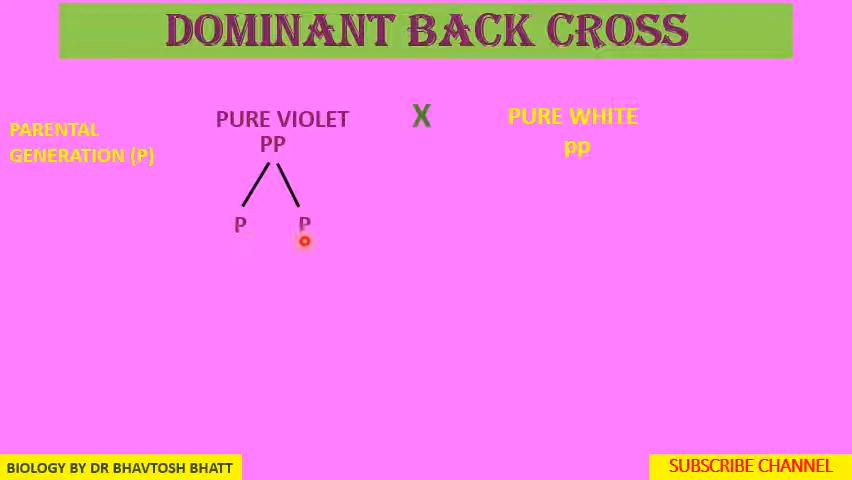 DOMINANT BACK CROSS
PARENTAL
GENERATION (P)
PURE VIOLET
PP
X
PURE WHITE
pp
P P
BIOLOGY BY DR BHAVTOSH BHATT
SUBSCRIBE CHANNEL